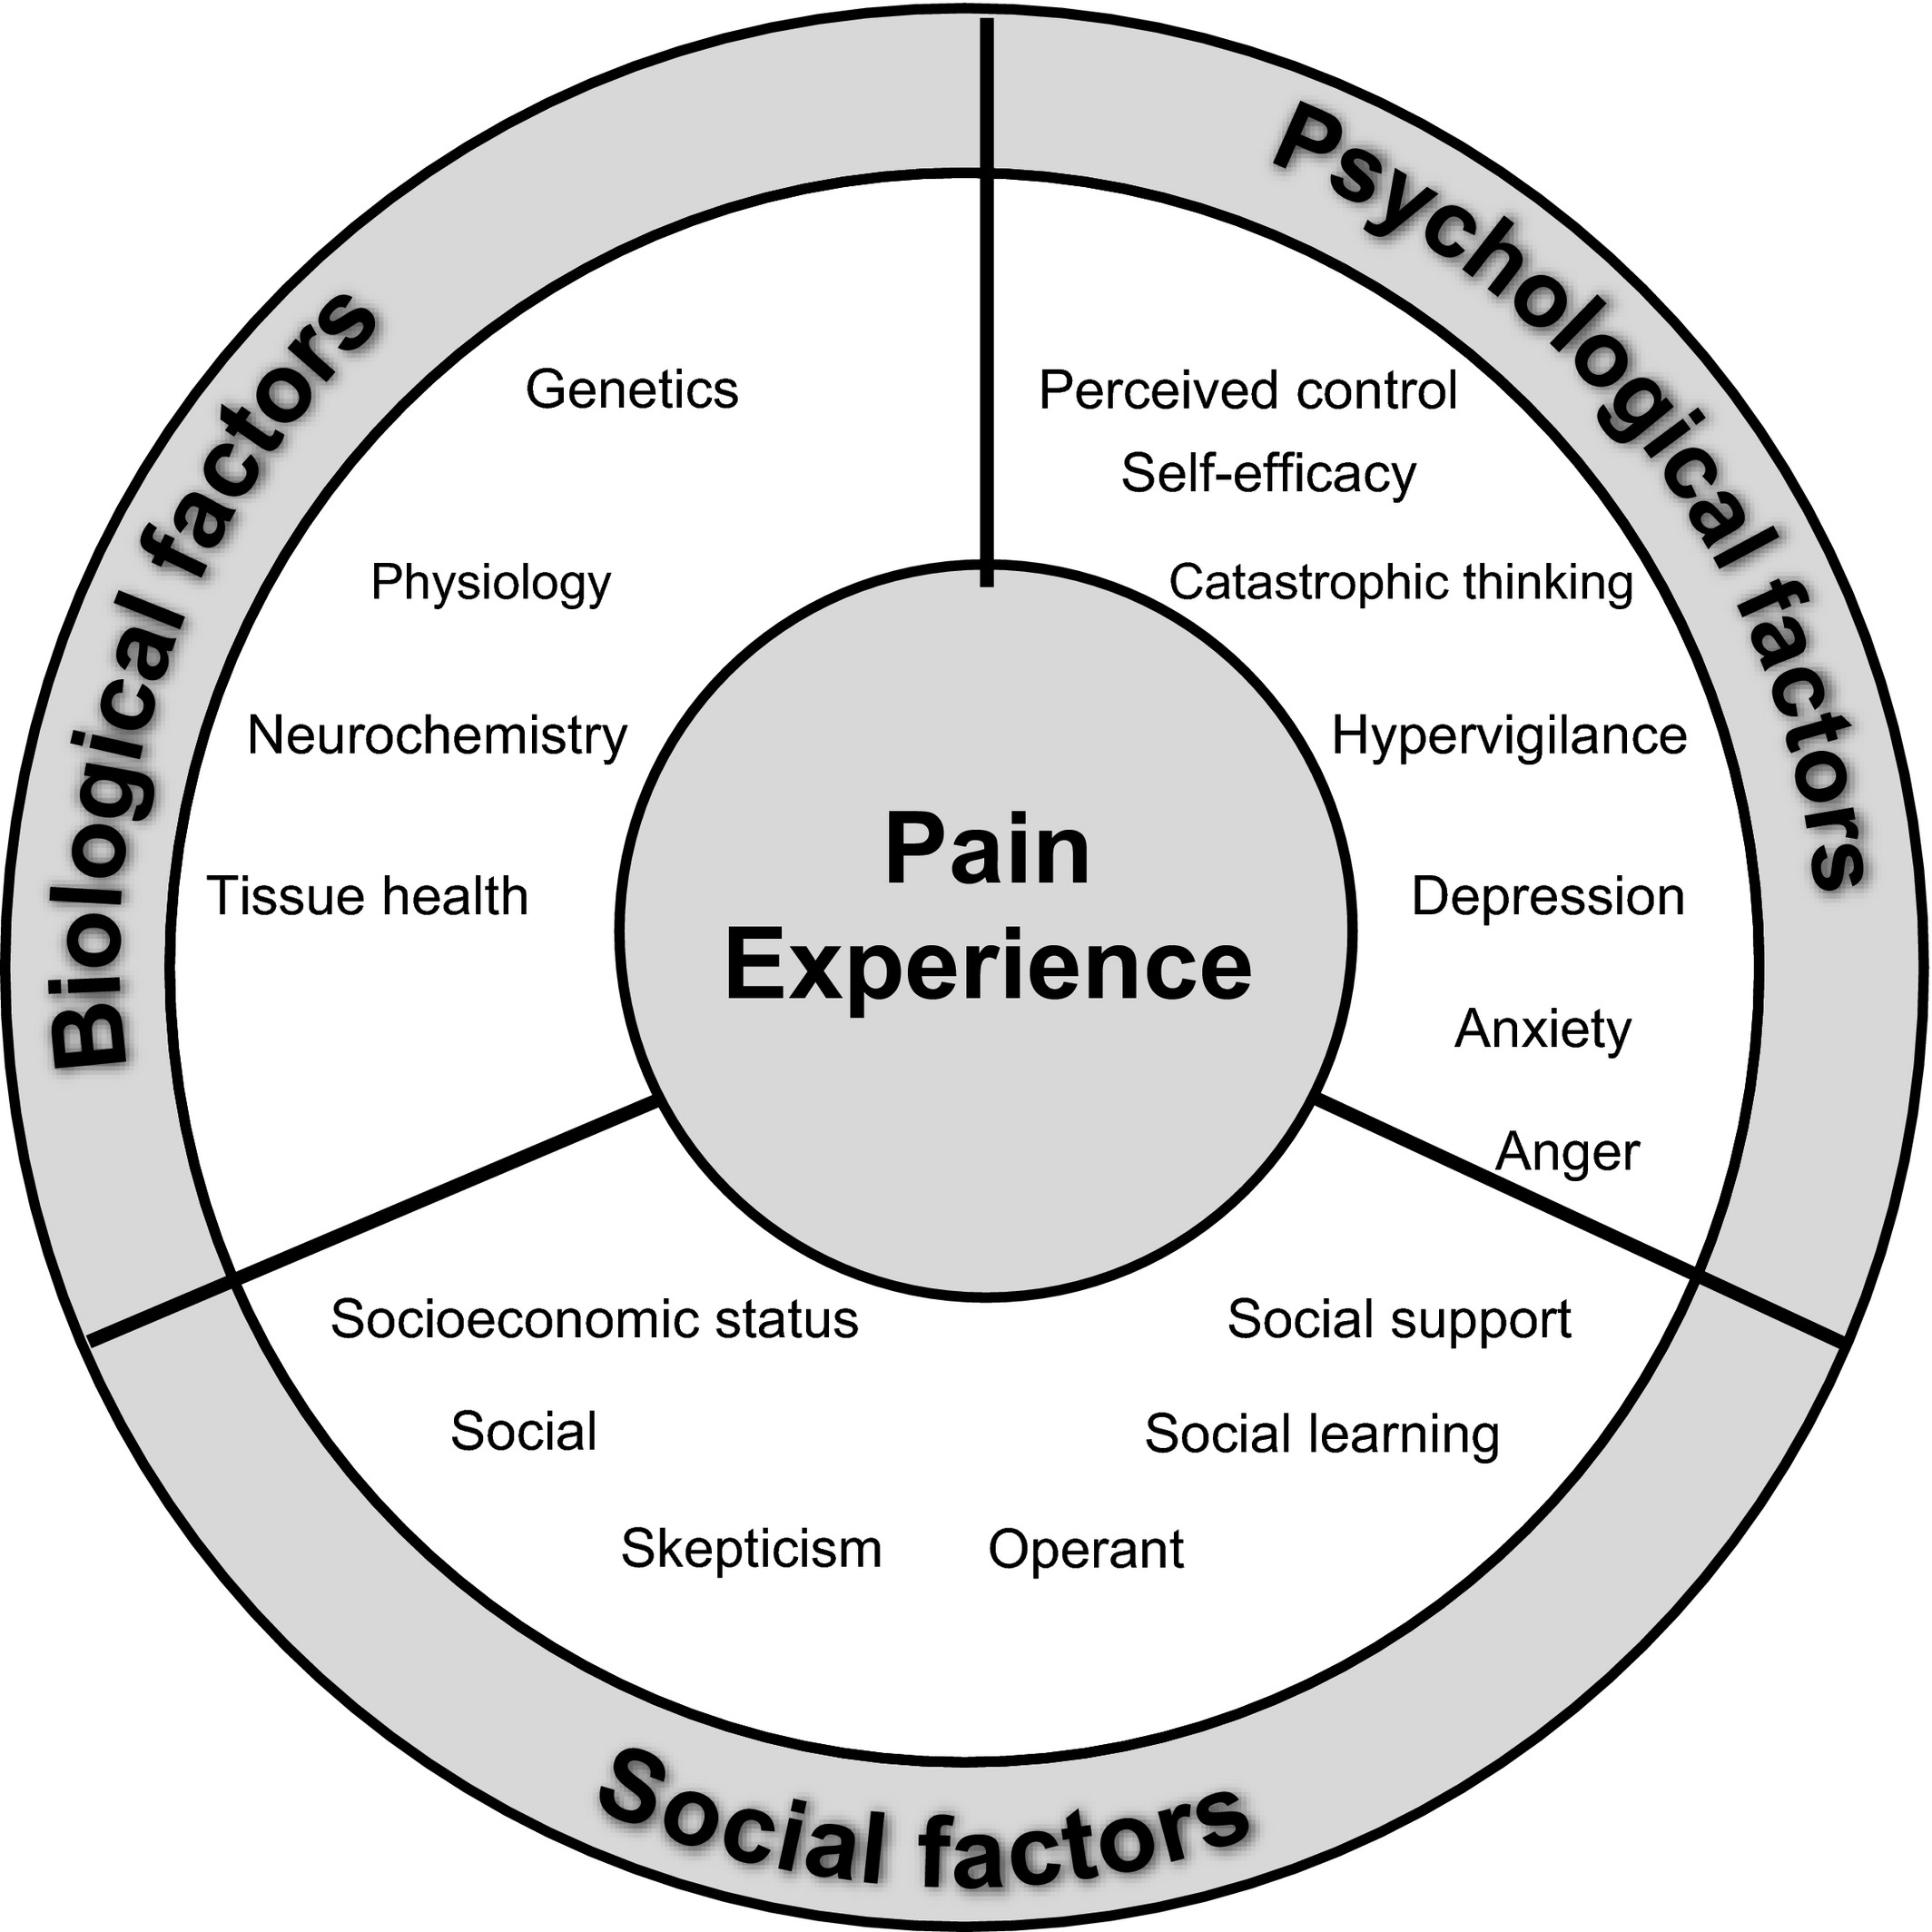 Biological factors
Genetics
Physiology
Neurochemistry
Tissue health
Psychological factors
Perceived control
Self-efficacy
Catastrophic thinking
Hypervigilance
Depression
Anxiety
Anger
Pain
Experience
Socioeconomic status
Social support
Social
Social learning
Skepticism
Operant
Social factors